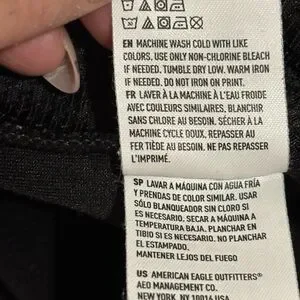 EN MACHINE WASH COLD WITH LIKE
COLORS. USE ONLY NON-CHLORINE BLEACH
IF NEEDED. TUMBLE DRY LOW. WARM IRON
IF NEEDED. DO NOT IRON ON PRINT.
FR LAVER À LA MACHINE À L'EAU FROIDE
AVEC COULEURS SIMILAIRES, BLANCHIR
SANS CHLORE AU BESOIN. SÉCHER À LA
MACHINE CYCLE DOUX. REPASSER AU
FER TIÈDE AU BESOIN. NE PAS REPASSER
L'IMPRIMÉ.
SP LAVAR A MÁQUINA CON AGUA FRÍA
Y PRENDAS DE COLOR SIMILAR. USAR
SÓLO BLANQUEADOR SIN CLORO SI
ES NECESARIO. SECAR A MÁQUINA A
TEMPERATURA BAJA. PLANCHAR EN
TIBIO SI ES NECESARIO. NO PLANCHAR
EL ESTAMPADO.
MANTENER LEJOS DEL FUEGO
US AMERICAN EAGLE OUTFITTERS®
AEO MANAGEMENT CO.
NEW YORK, NY 10016 USA